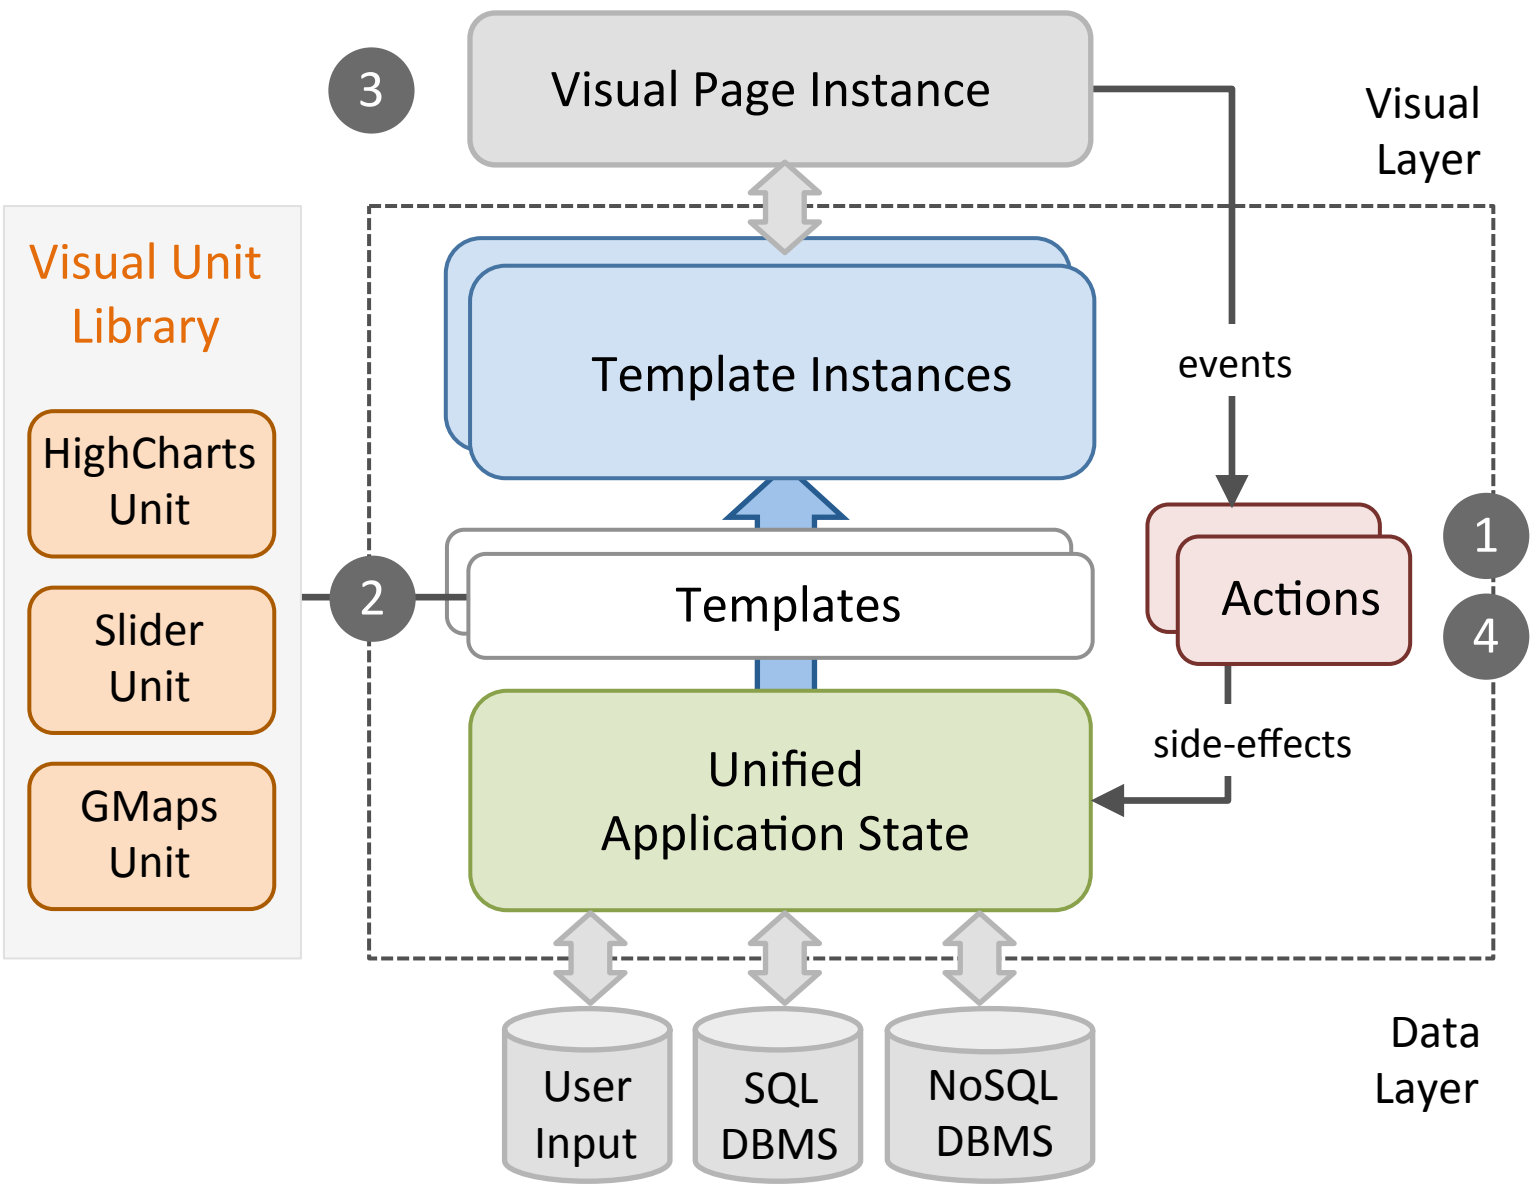 3
Visual Page Instance
Visual
Layer
Visual Unit
Library
Template Instances
events
HighCharts
Unit
1
2
Templates
Actions
Slider
Unit
4
Unified
Application State
side-effects
GMaps
Unit
Data
Layer
User
Input
SQL
DBMS
NoSQL
DBMS